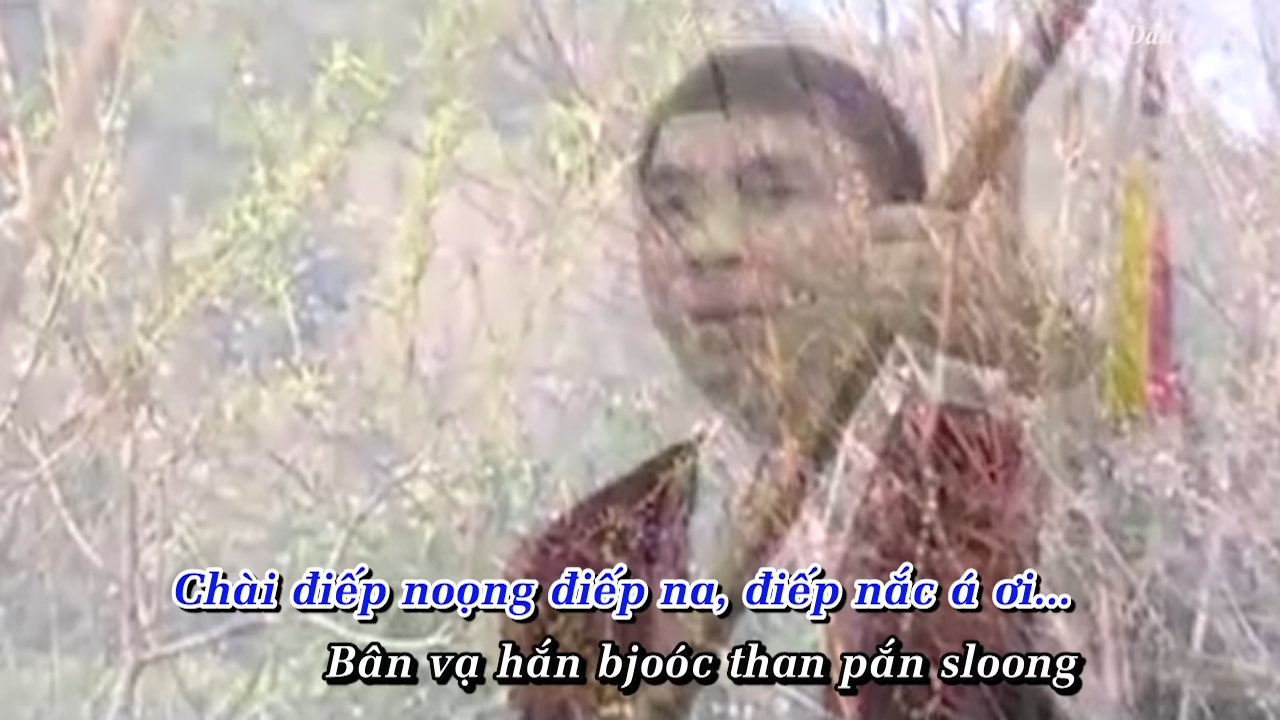 Chài điếp noọng điếp na, điếp nắc á ơi...
Bân vạ hắn bjoóc than pắn sloong